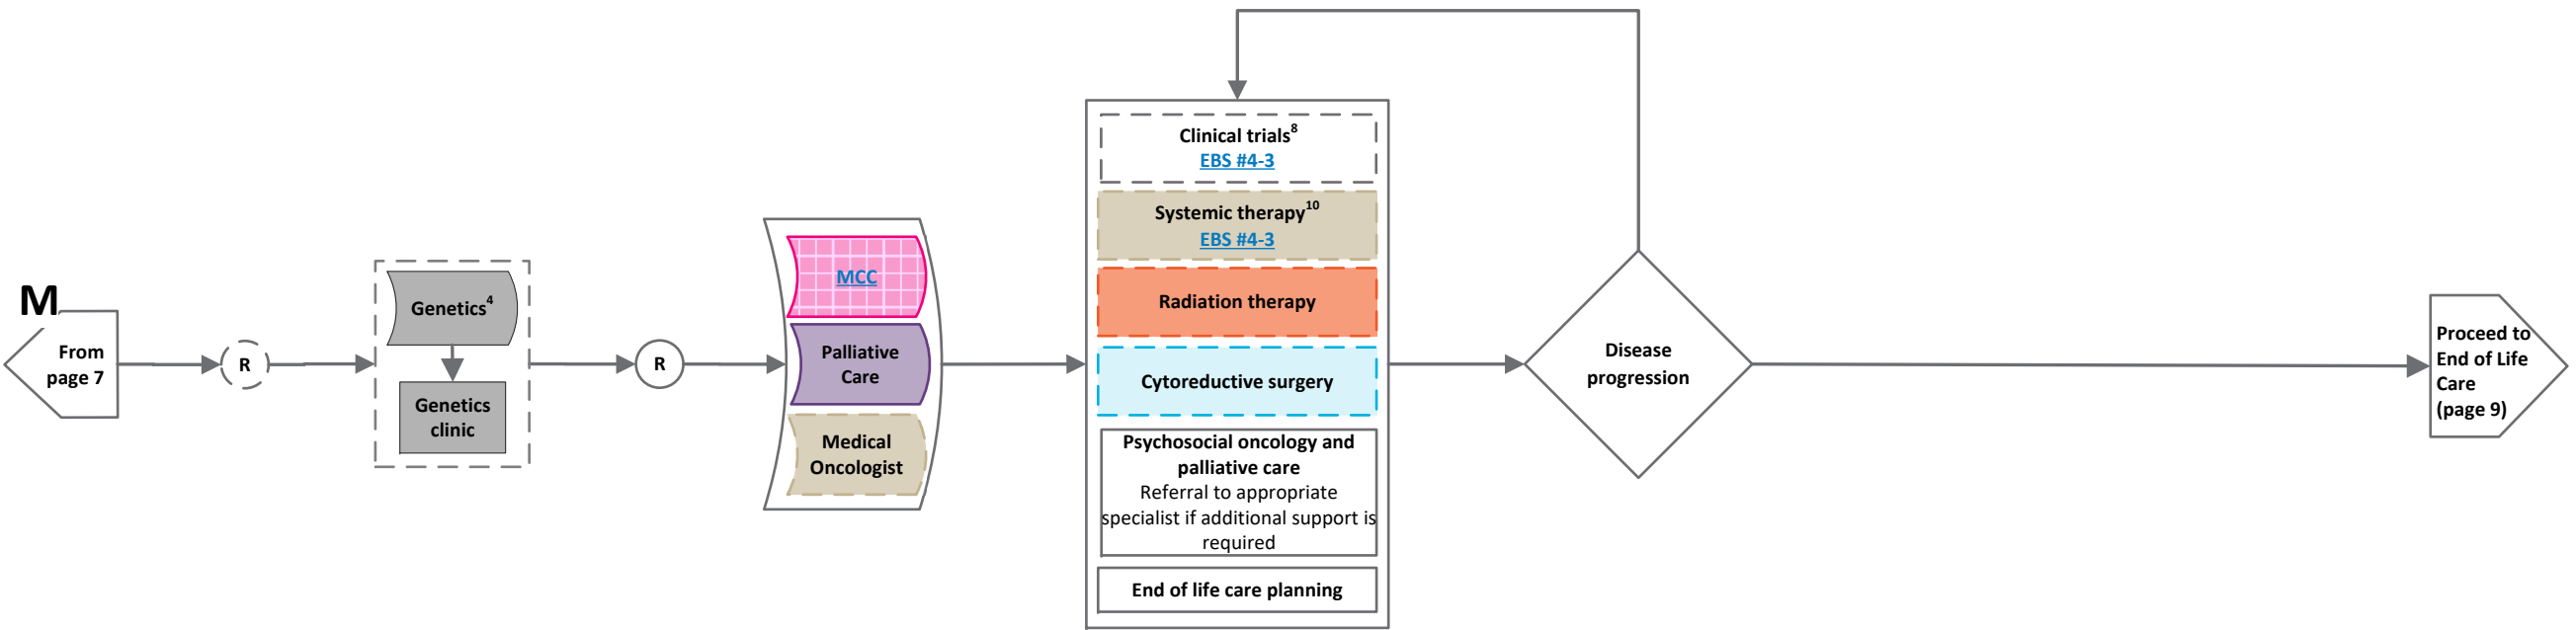 M
From
page 7
R
Genetics4
Genetics
clinic
R
MCC
Palliative
Care
Medical
Oncologist
Clinical trials8
EBS #4-3
Systemic therapy10
EBS #4-3
Radiation therapy
Cytoreductive surgery
Psychosocial oncology and
palliative care
Referral to appropriate
specialist if additional support is
required
End of life care planning
Disease
progression
Proceed to
End of Life
Care
(page 9)